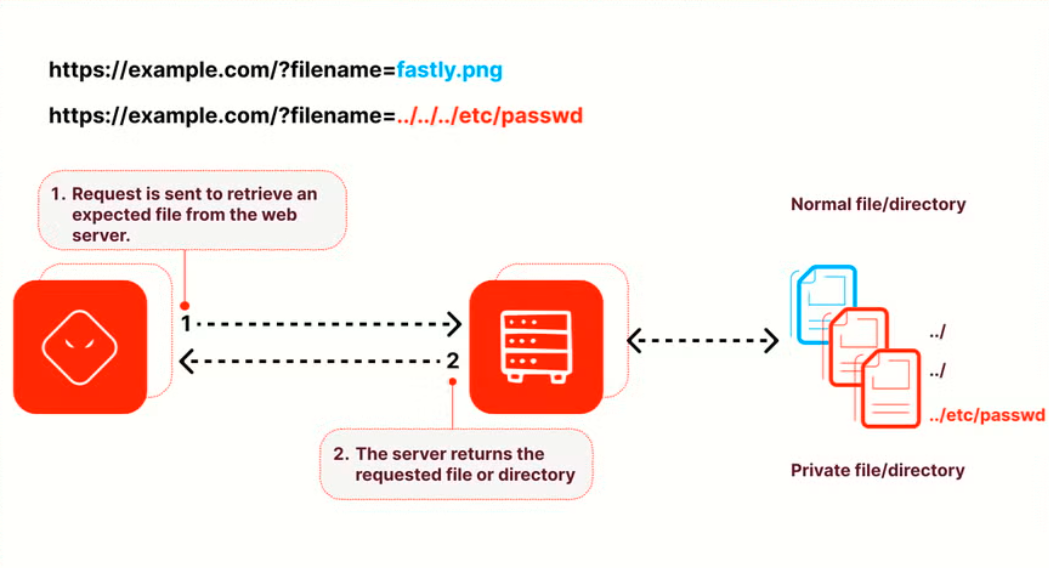 https://example.com/?filename=fastly.png
https://example.com/?filename=../../../etc/passwd
1. Request is sent to retrieve an
expected file from the web
server.
Normal file/directory
1
2
../
../
../etc/passwd
2. The server returns the
requested file or directory
Private file/directory